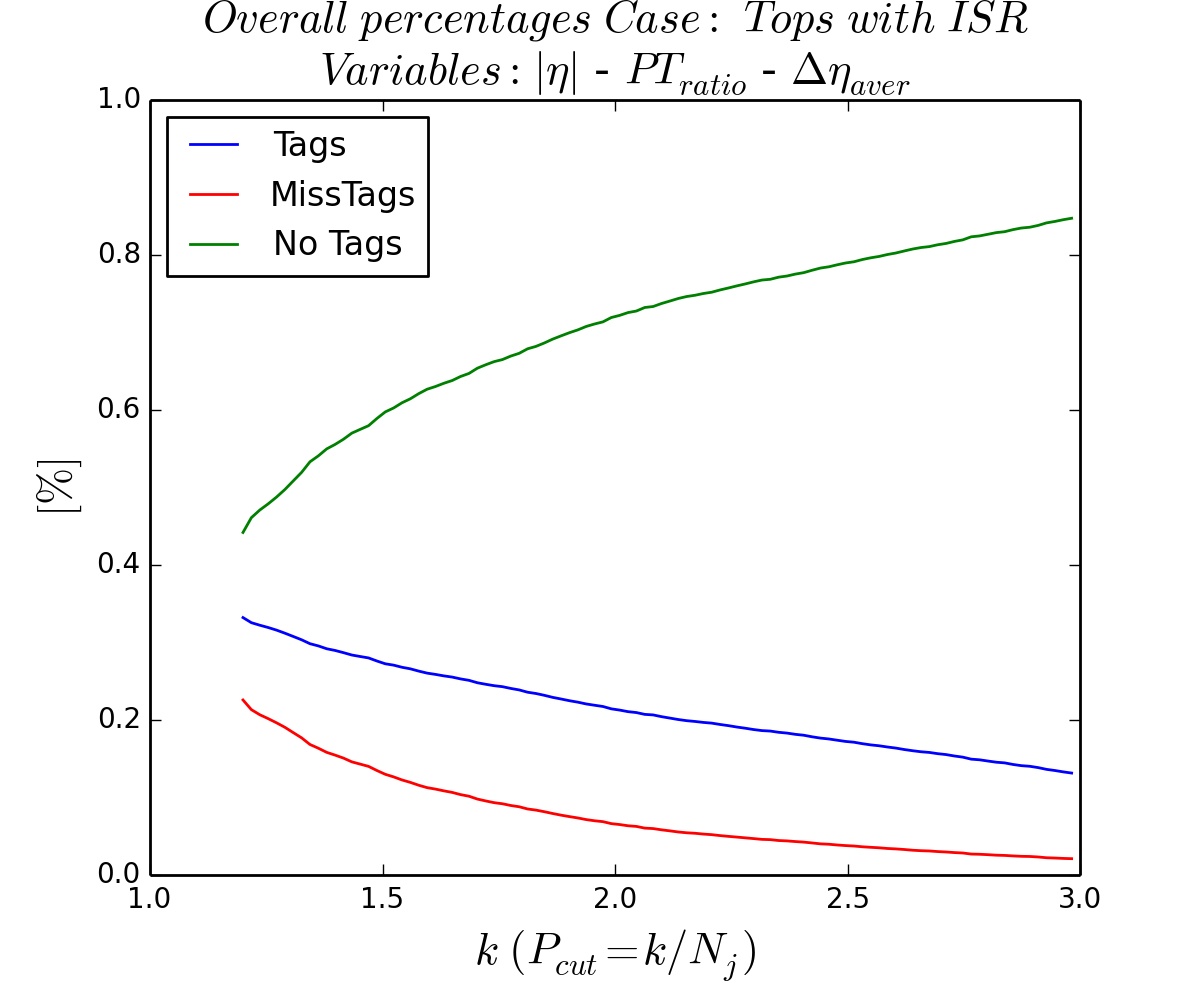 Overall percentages Case: Tops with ISR
Variables: |η| - PT_ratio - Δη_aver
1.0
Tags
MissTags
No Tags
0.8
0.6
[%]
0.4
0.2
0.0
1.0 1.5 2.0 2.5 3.0
k (P_cut = k/N_j)